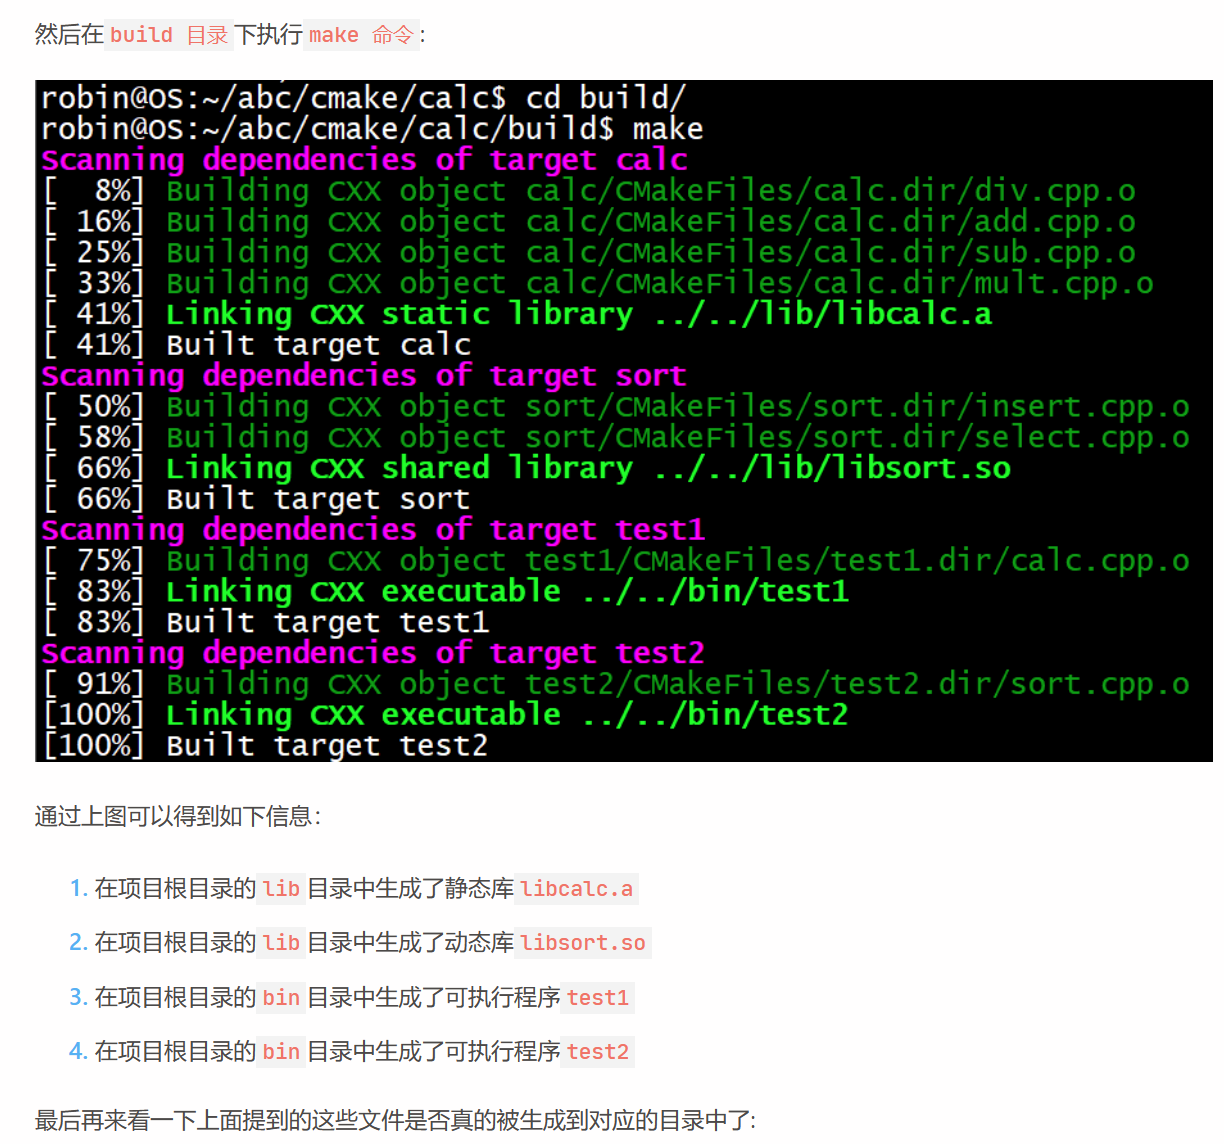 然后在 build 目录 下执行 make 命令 :
robin@OS:~/abc/cmake/calc$ cd build/
robin@OS:~/abc/cmake/calc/build$ make
Scanning dependencies of target calc
[  8%] Building CXX object calc/CMakeFiles/calc.dir/div.cpp.o
[ 16%] Building CXX object calc/CMakeFiles/calc.dir/add.cpp.o
[ 25%] Building CXX object calc/CMakeFiles/calc.dir/sub.cpp.o
[ 33%] Building CXX object calc/CMakeFiles/calc.dir/mult.cpp.o
[ 41%] Linking CXX static library ../../lib/libcalc.a
[ 41%] Built target calc
Scanning dependencies of target sort
[ 50%] Building CXX object sort/CMakeFiles/sort.dir/insert.cpp.o
[ 58%] Building CXX object sort/CMakeFiles/sort.dir/select.cpp.o
[ 66%] Linking CXX shared library ../../lib/libsort.so
[ 66%] Built target sort
Scanning dependencies of target test1
[ 75%] Building CXX object test1/CMakeFiles/test1.dir/calc.cpp.o
[ 83%] Linking CXX executable ../../bin/test1
[ 83%] Built target test1
Scanning dependencies of target test2
[ 91%] Building CXX object test2/CMakeFiles/test2.dir/sort.cpp.o
[100%] Linking CXX executable ../../bin/test2
[100%] Built target test2
通过上图可以得到如下信息:
1. 在项目根目录的 lib 目录中生成了静态库 libcalc.a
2. 在项目根目录的 lib 目录中生成了动态库 libsort.so
3. 在项目根目录的 bin 目录中生成了可执行程序 test1
4. 在项目根目录的 bin 目录中生成了可执行程序 test2
最后再来看一下上面提到的这些文件是否真的被生成到对应的目录中了: